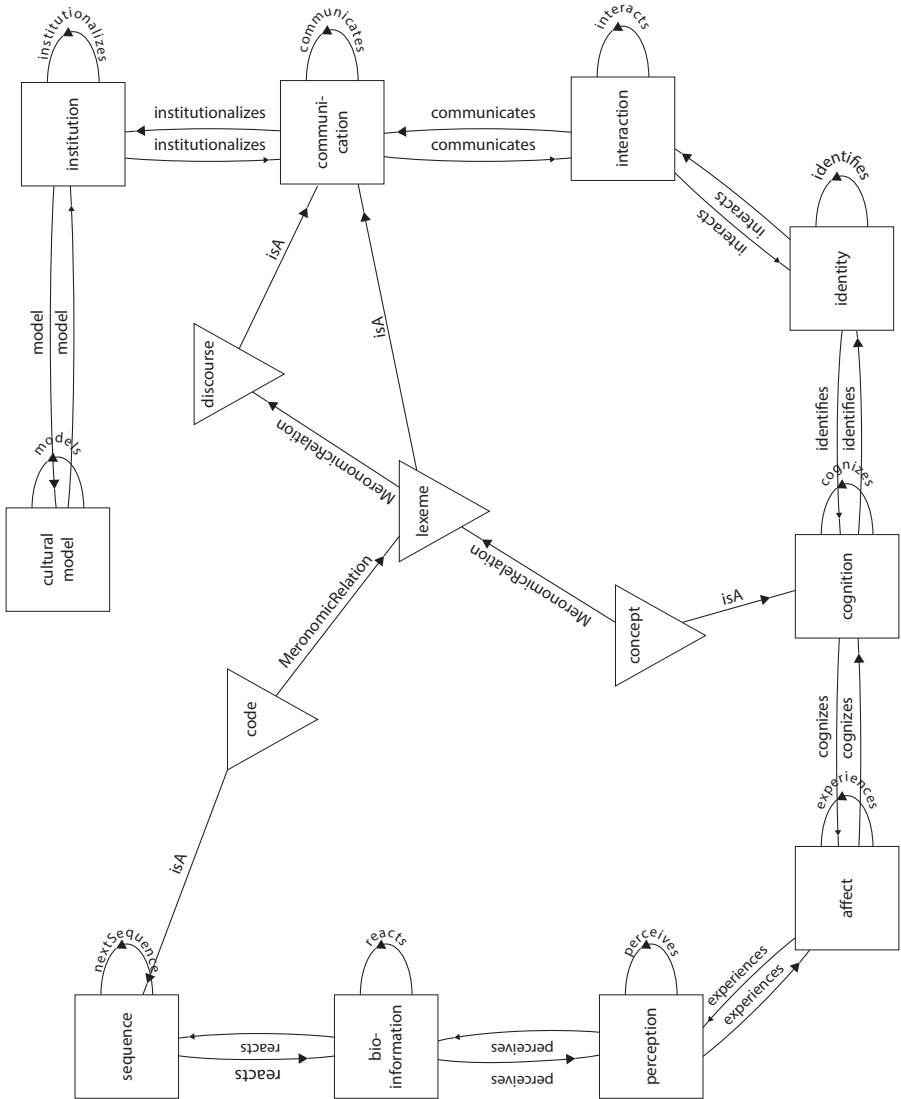 institutionalizes
communicates
interacts
institution
institutionalizes
institutionalizes
communi-
cation
communicates
communicates
interaction
identifies
interacts
interacts
identity
isA
model
model
discourse
isA
MeronomicRelation
identifies
identifies
models
cultural
model
lexeme
cognizes
MeronomicRelation
MeronomicRelation
isA
cognition
concept
code
cognizes
cognizes
experiences
isA
affect
nextSequence
reacts
perceives
experiences
experiences
sequence
reacts
reacts
bio-
information
perceives
perceives
perception